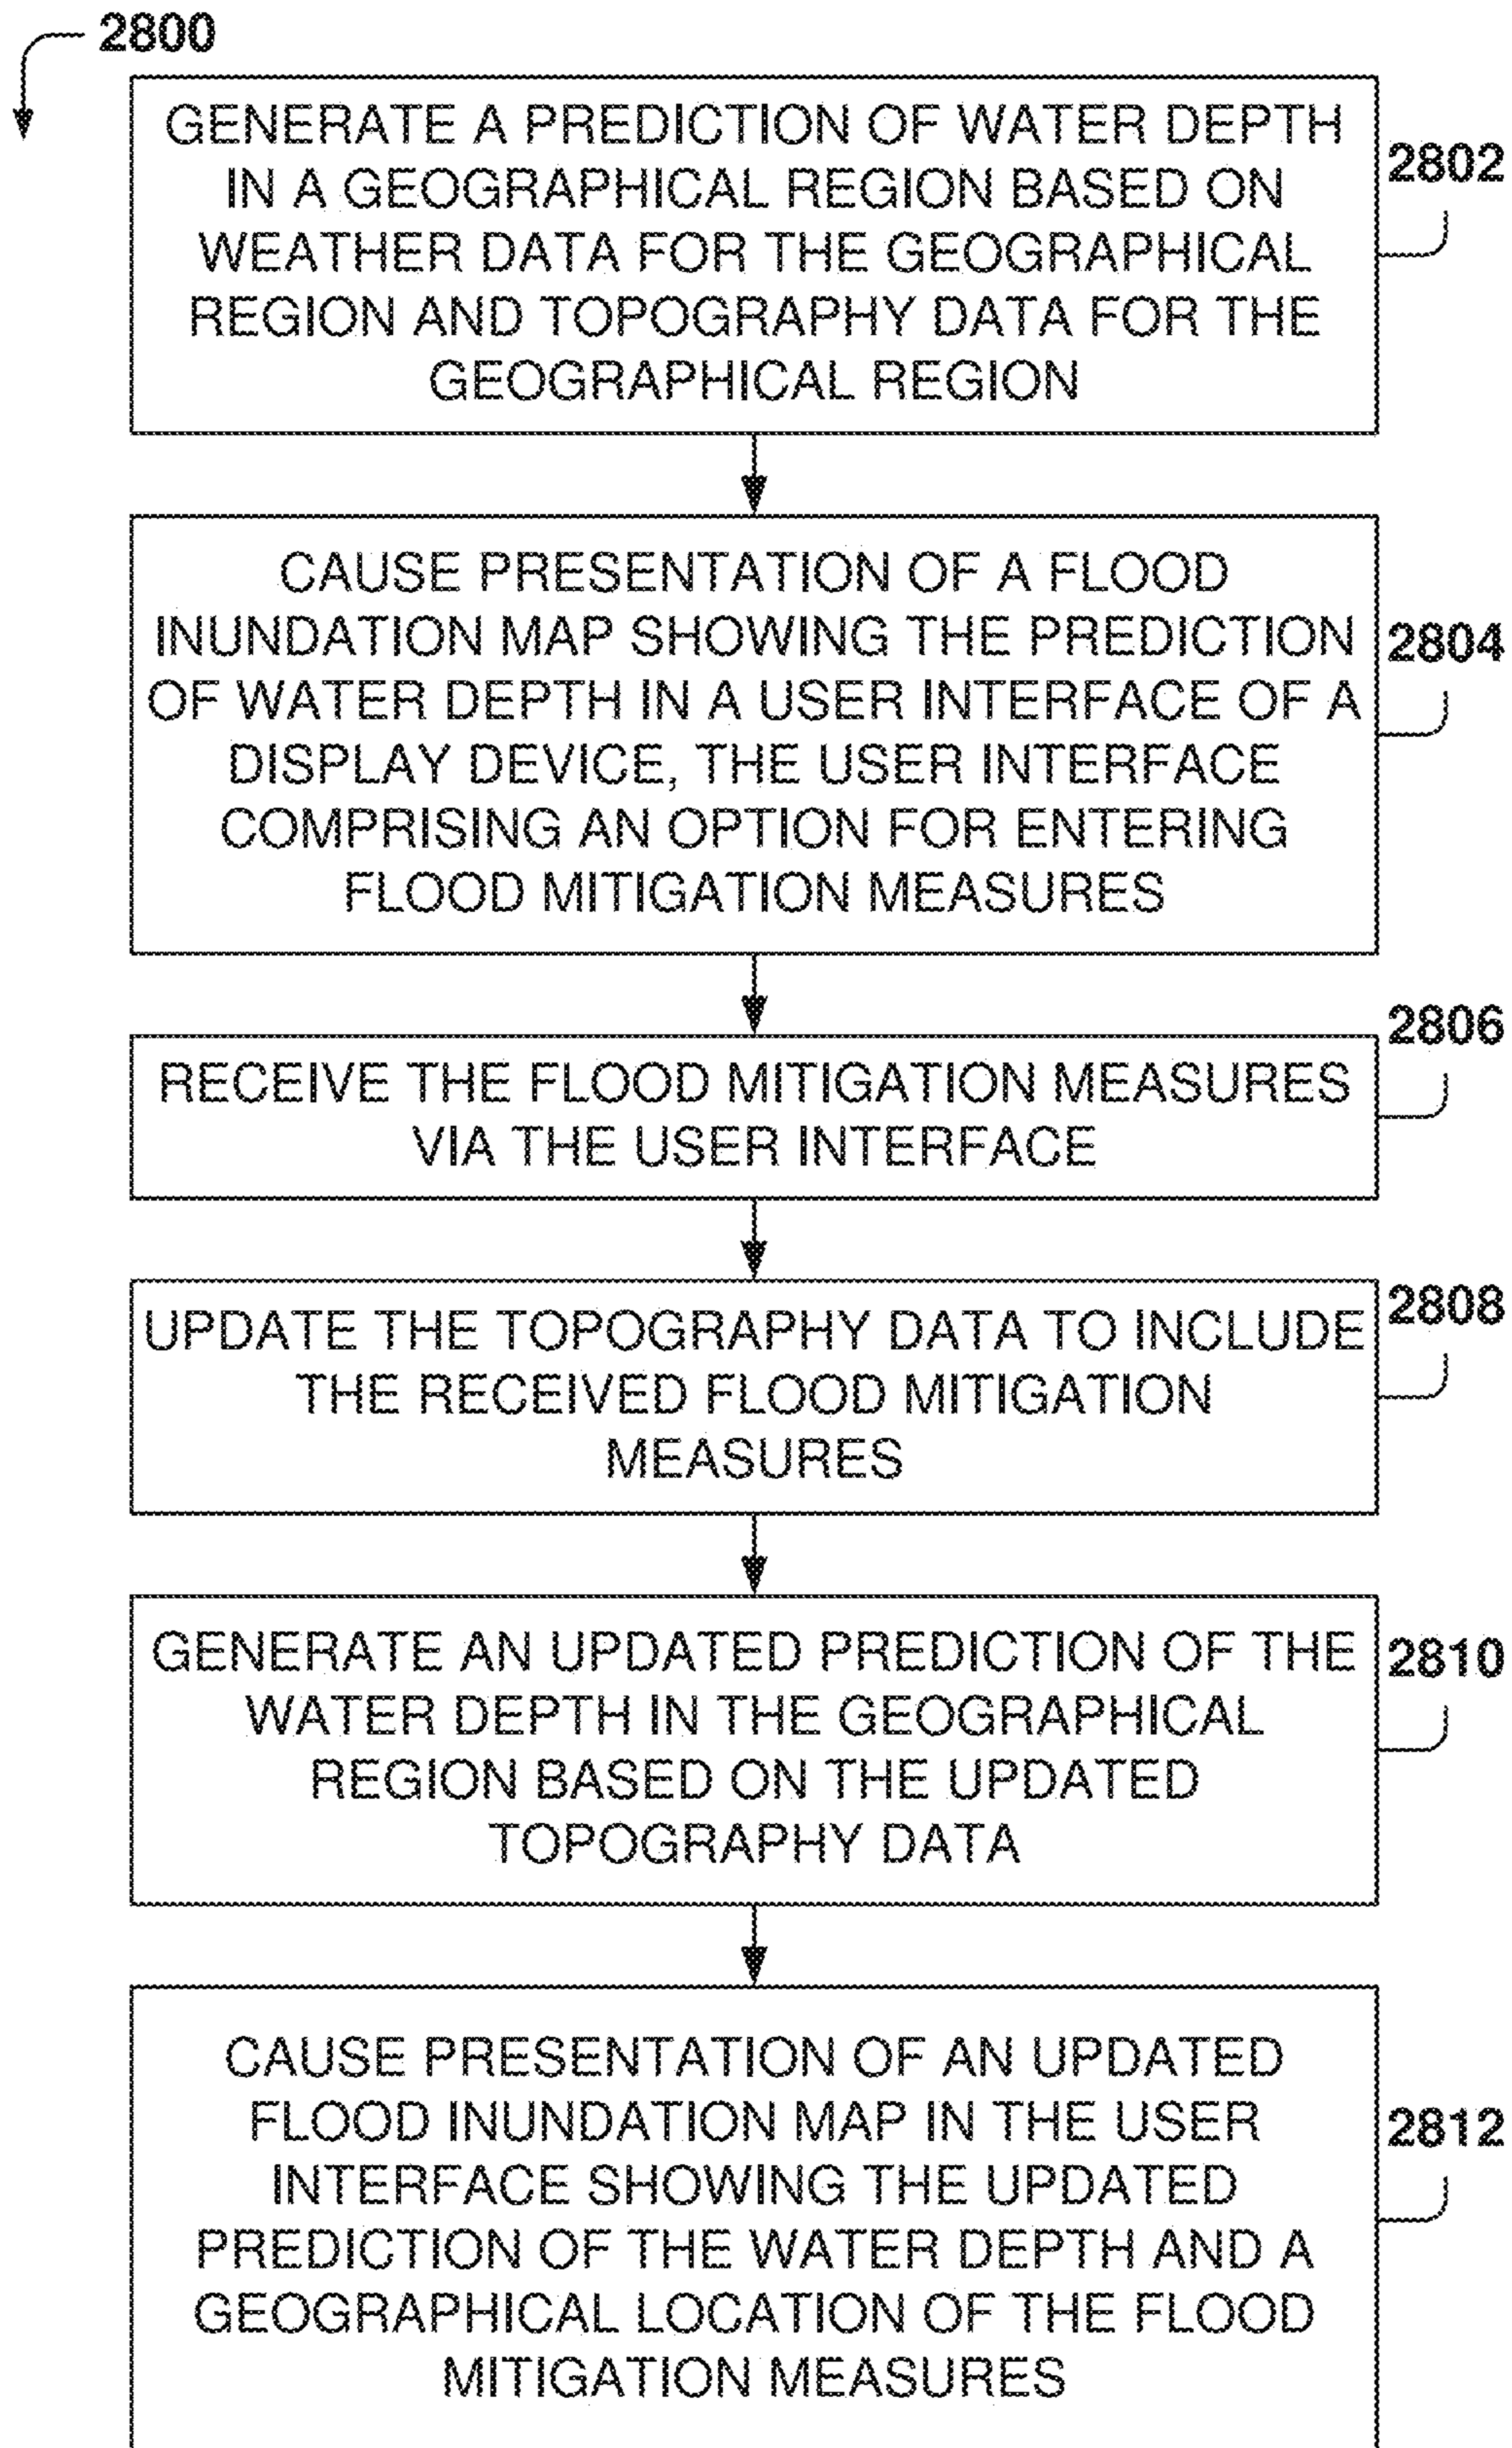 2800
GENERATE A PREDICTION OF WATER DEPTH
IN A GEOGRAPHICAL REGION BASED ON
WEATHER DATA FOR THE GEOGRAPHICAL
REGION AND TOPOGRAPHY DATA FOR THE
GEOGRAPHICAL REGION
2802
CAUSE PRESENTATION OF A FLOOD
INUNDATION MAP SHOWING THE PREDICTION
OF WATER DEPTH IN A USER INTERFACE OF A
DISPLAY DEVICE, THE USER INTERFACE
COMPRISING AN OPTION FOR ENTERING
FLOOD MITIGATION MEASURES
2804
RECEIVE THE FLOOD MITIGATION MEASURES
VIA THE USER INTERFACE
2806
UPDATE THE TOPOGRAPHY DATA TO INCLUDE
THE RECEIVED FLOOD MITIGATION
MEASURES
2808
GENERATE AN UPDATED PREDICTION OF THE
WATER DEPTH IN THE GEOGRAPHICAL
REGION BASED ON THE UPDATED
TOPOGRAPHY DATA
2810
CAUSE PRESENTATION OF AN UPDATED
FLOOD INUNDATION MAP IN THE USER
INTERFACE SHOWING THE UPDATED
PREDICTION OF THE WATER DEPTH AND A
GEOGRAPHICAL LOCATION OF THE FLOOD
MITIGATION MEASURES
2812